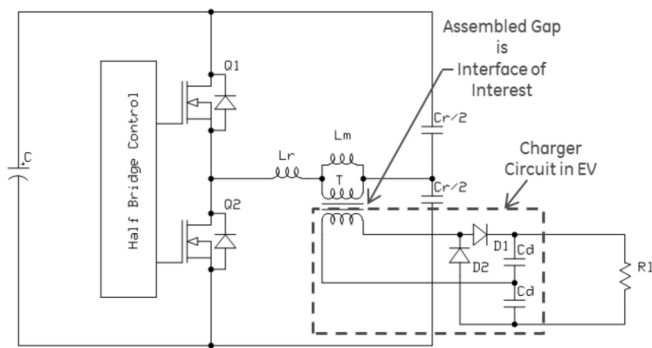 Assembled Gap
is
Interface of
Interest
Q1
Cr/2
Lm
Charger
Circuit in EV
Lr
T
C
Half Bridge Control
Cr/2
Q2
D1
Cd
D2
R1
Cd